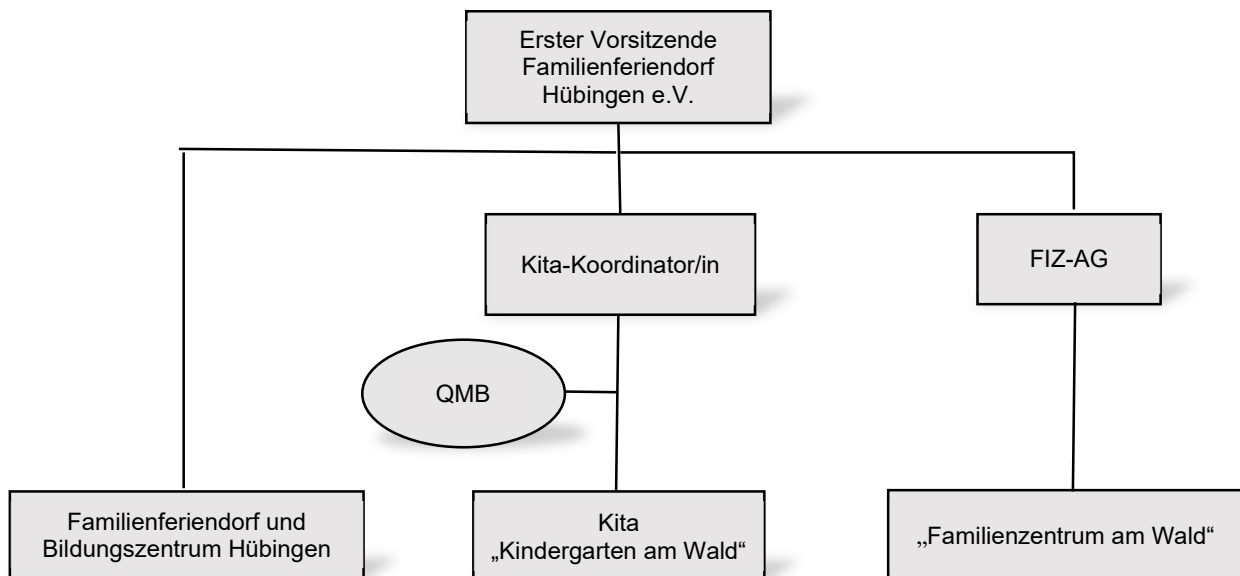 Erster Vorsitzende
Familienferiendorf
Hübingen e.V.
Kita-Koordinator/in
FIZ-AG
QMB
Familienferiendorf und
Bildungszentrum Hübingen
Kita
„Kindergarten am Wald“
„Familienzentrum am Wald“